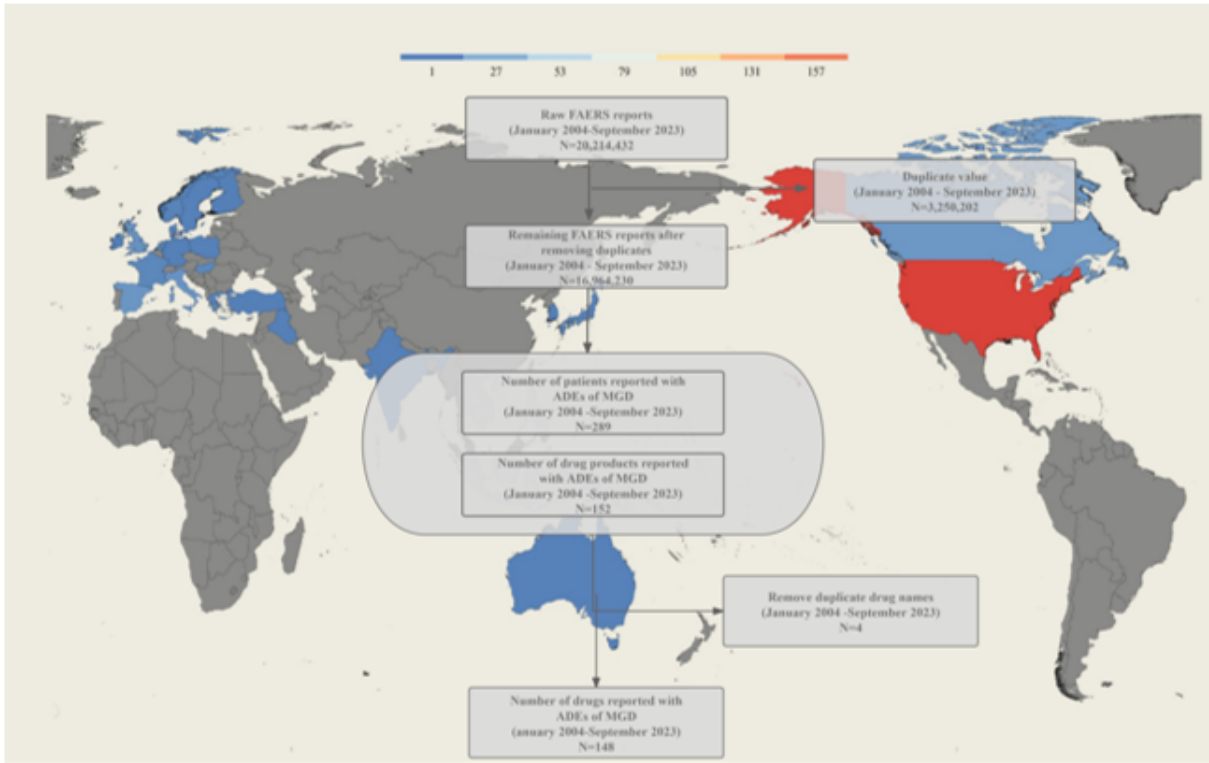 1 27 53 79 105 131 157
Raw FAERS reports
(January 2004-September 2023)
N=20,214,432
Duplicate value
(January 2004 - September 2023)
N=3,250,202
Remaining FAERS reports after
removing duplicates
(January 2004 - September 2023)
N=16,964,230
Number of patients reported with
ADEs of MGD
(January 2004 -September 2023)
N=289
Number of drug products reported
with ADEs of MGD
(January 2004 -September 2023)
N=152
Remove duplicate drug names
(January 2004 -September 2023)
N=4
Number of drugs reported with
ADEs of MGD
(anuary 2004-September 2023)
N=148